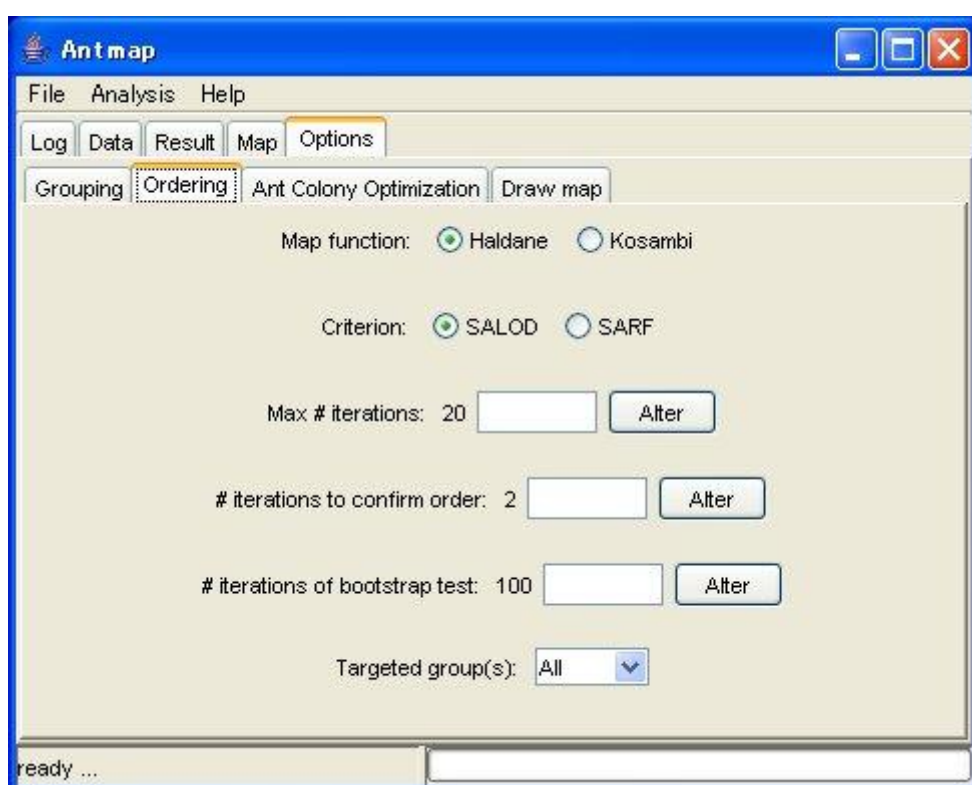 Antmap
File Analysis Help
Log Data Result Map Options
Grouping Ordering Ant Colony Optimization Draw map
Map function: Haldane Kosambi
Criterion: SALOD SARF
Max # iterations: 20 Alter
# iterations to confirm order: 2 Alter
# iterations of bootstrap test: 100 Alter
Targeted group(s): All
ready ...